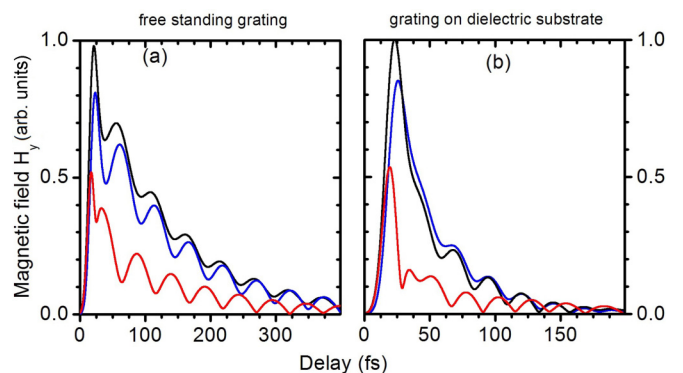 free standing grating
grating on dielectric substrate
(a)
(b)
Magnetic field Hy (arb. units)
1.0
0.5
0.0
1.0
0.5
0.0
0 100 200 300
0 50 100 150
Delay (fs)